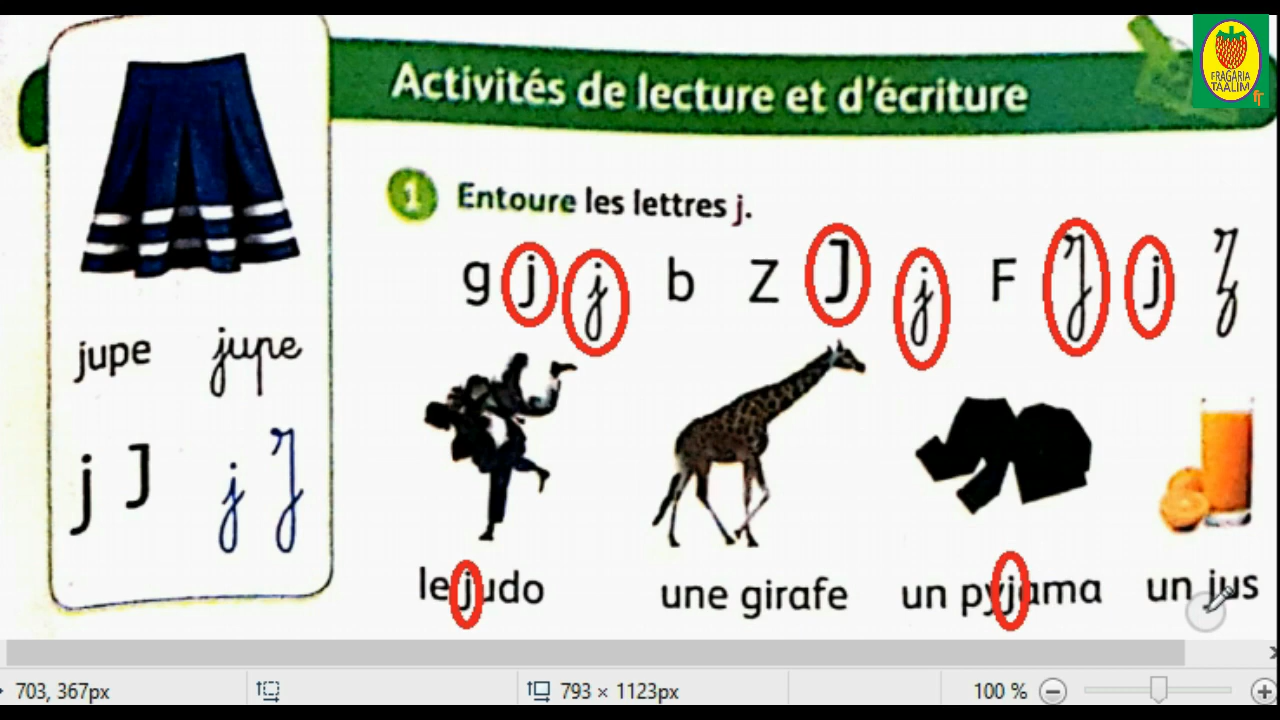 FRAGARIA
TAALIM
fr
Activités de lecture et d'écriture
1 Entoure les lettres j.
g j j b Z J j F J j Z
jupe jupe
j J j J
le judo une girafe un pyjama un jus
703, 367px 793 × 1123px 100 %